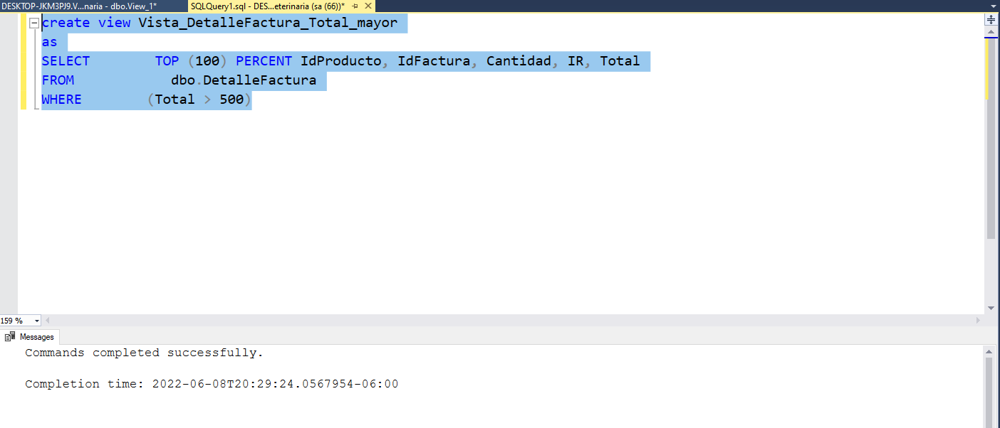 DESKTOP-JKM3PJ9.V...naria - dbo.View_1*
SQLQuery1.sql - DES...eterinaria (sa (66))*
create view Vista_DetalleFactura_Total_mayor
as
SELECT TOP (100) PERCENT IdProducto, IdFactura, Cantidad, IR, Total
FROM dbo.DetalleFactura
WHERE (Total > 500)
159 %
Messages
Commands completed successfully.
Completion time: 2022-06-08T20:29:24.0567954-06:00